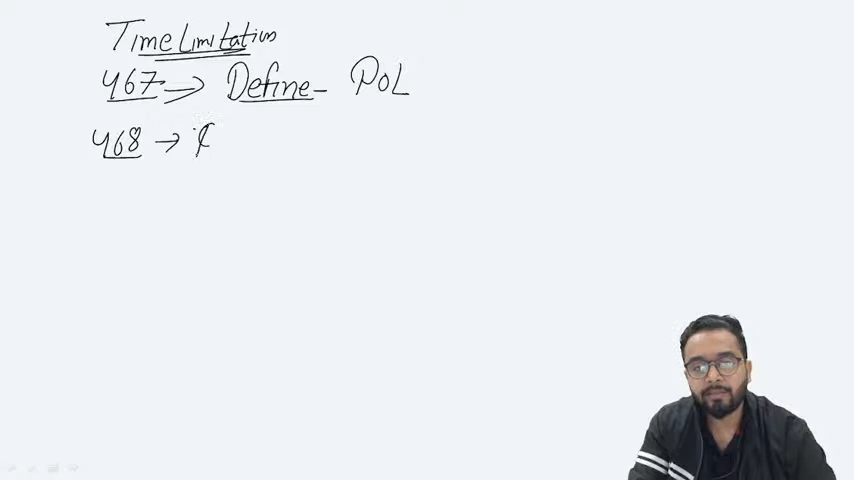 Time Limitation
467 → Define - POL
468 →